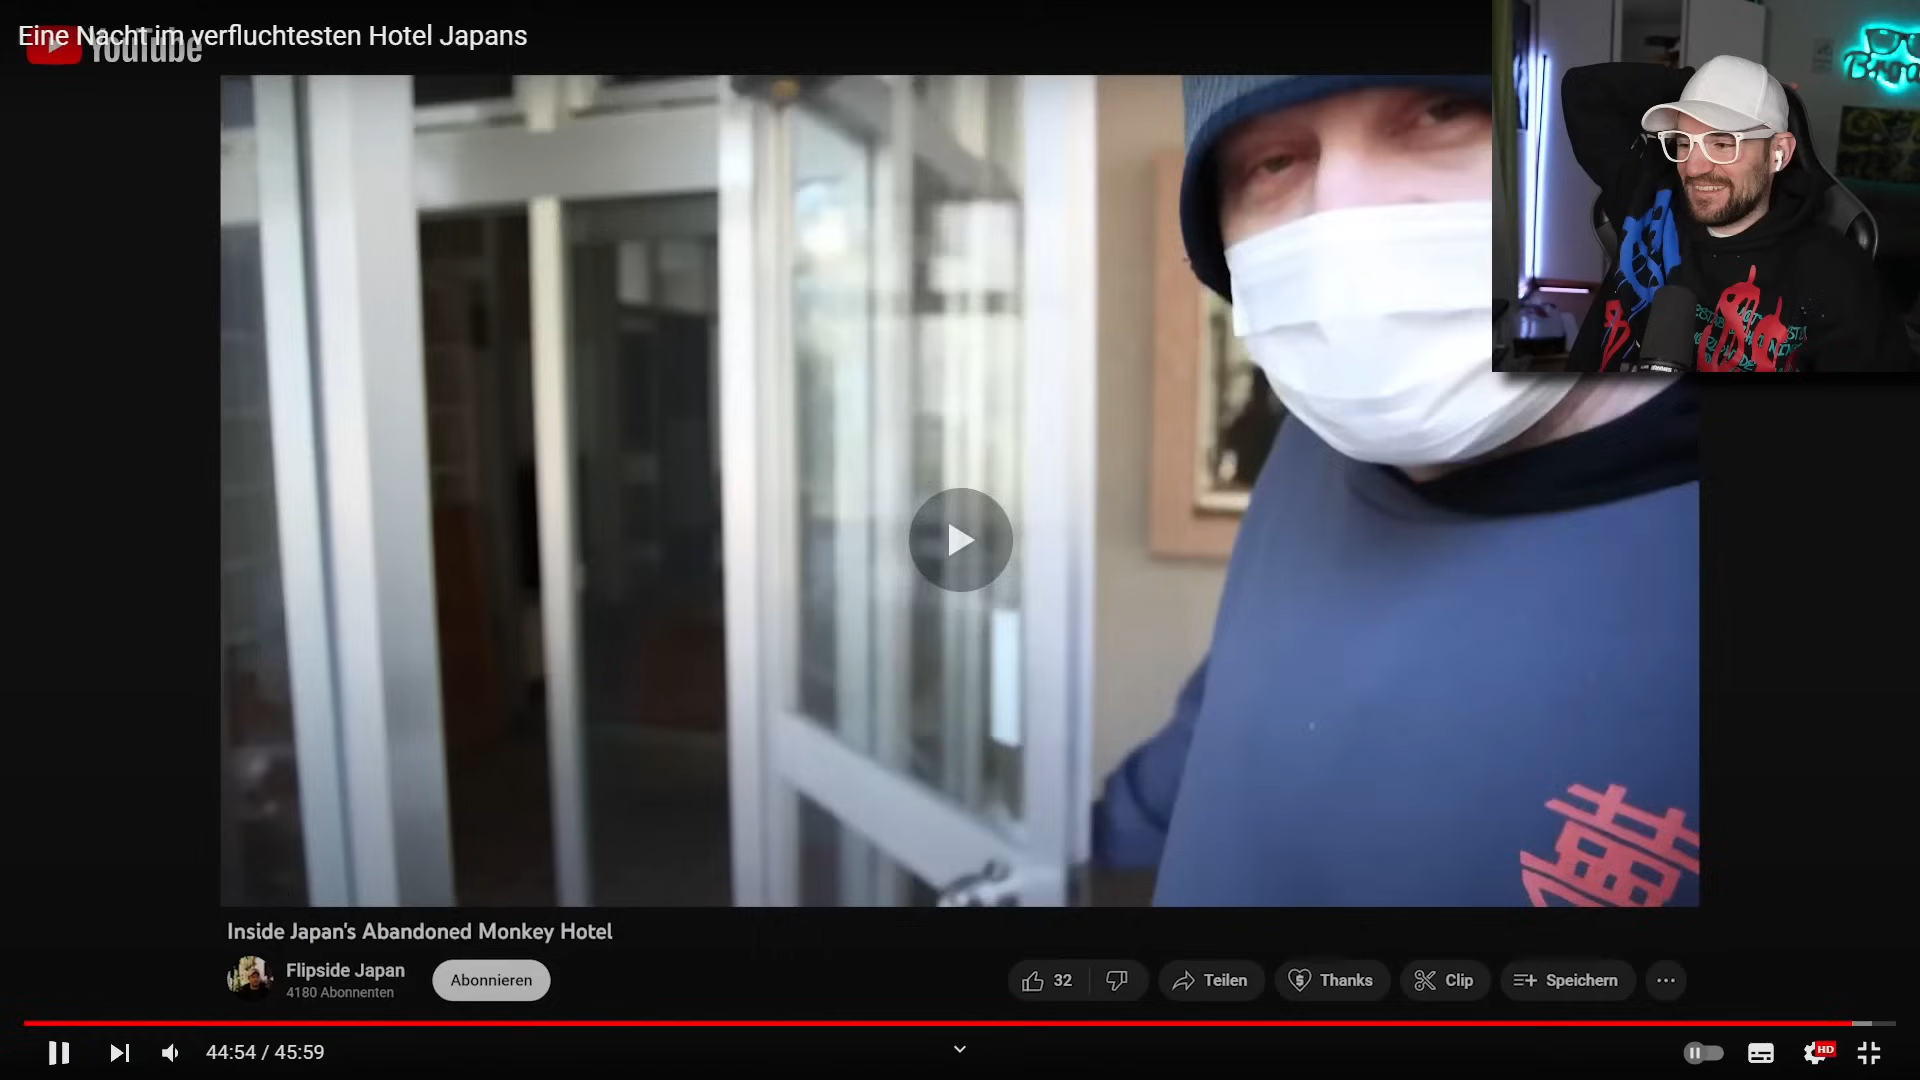 Eine Nacht im verfluchtesten Hotel Japans
YouTube
Inside Japan's Abandoned Monkey Hotel
Flipside Japan
4180 Abonnenten
Abonnieren
32
Teilen
Thanks
Clip
Speichern
44:54 / 45:59
HD